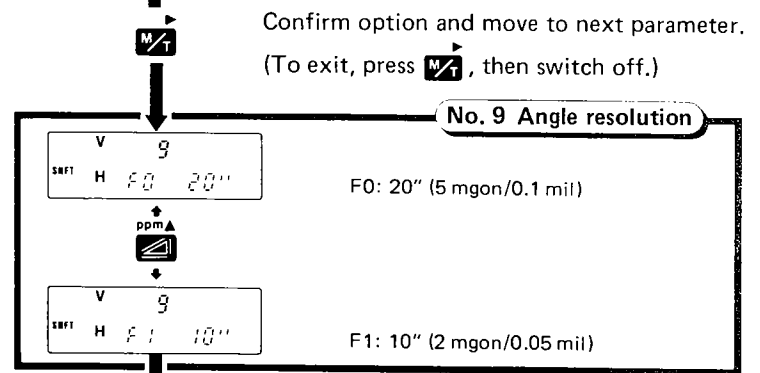 Confirm option and move to next parameter.
M/T
(To exit, press M/T , then switch off.)
No. 9 Angle resolution
V 9
SHFT H F0 20''
F0: 20" (5 mgon/0.1 mil)
ppm▲
V 9
SHFT H F1 10''
F1: 10" (2 mgon/0.05 mil)